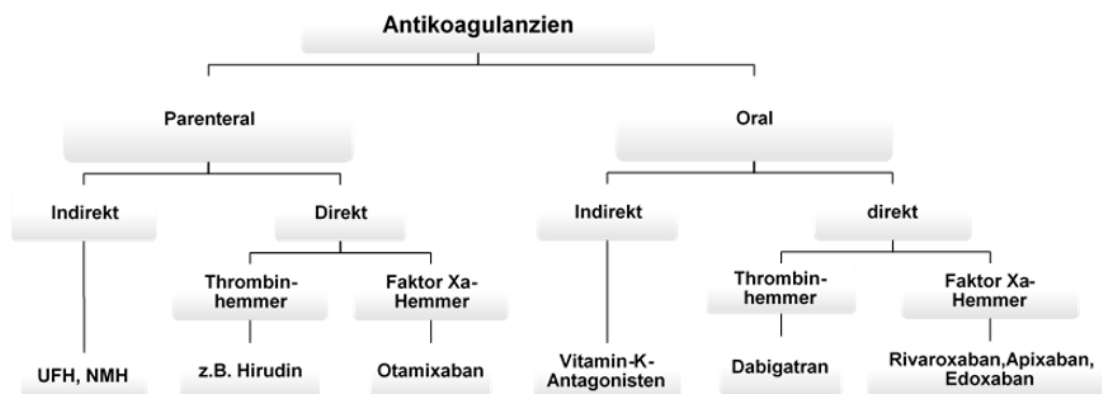 Antikoagulanzien
Parenteral
Oral
Indirekt
Direkt
Indirekt
direkt
Thrombin-
hemmer
Faktor Xa-
Hemmer
Thrombin-
hemmer
Faktor Xa-
Hemmer
UFH, NMH
z.B. Hirudin
Otamixaban
Vitamin-K-
Antagonisten
Dabigatran
Rivaroxaban,Apixaban,
Edoxaban